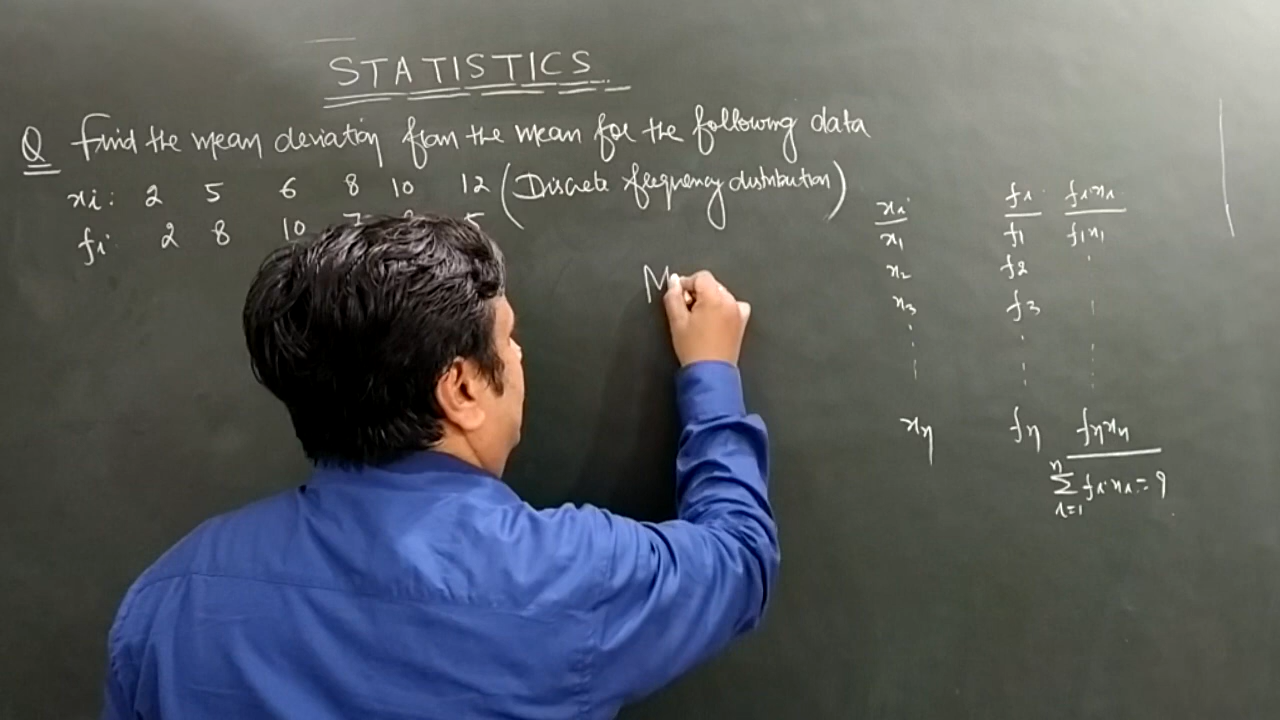 STATISTICS
Q Find the mean deviation from the mean for the following data
xi: 2 5 6 8 10 12 (Discrete frequency distribution)
fi: 2 8 10 7
M
xi fi fixi
x1 f1 f1x1
x2 f2
x3 f3
xn fn fnxn
n
Σ fixi = ?
i=1